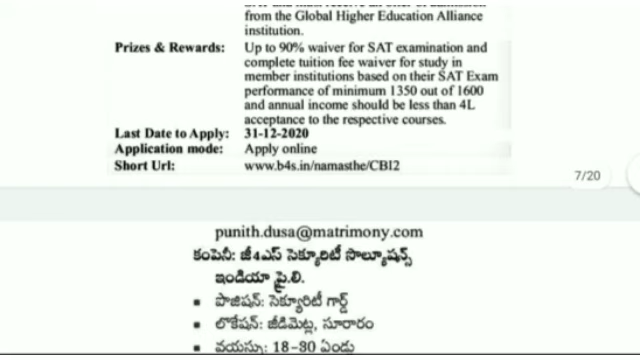 from the Global Higher Education Alliance
institution.
Prizes & Rewards: Up to 90% waiver for SAT examination and
complete tuition fee waiver for study in
member institutions based on their SAT Exam
performance of minimum 1350 out of 1600
and annual income should be less than 4L
acceptance to the respective courses.
Last Date to Apply: 31-12-2020
Application mode: Apply online
Short Url: www.b4s.in/namasthe/CBI2
7/20
punith.dusa@matrimony.com
కంపెనీ: జీ4ఎస్ సెక్యూరిటీ సొల్యూషన్స్
ఇండియా ప్రై.లి.
▪ పొజిషన్: సెక్యూరిటీ గార్డ్
▪ లొకేషన్: జీడిమెట్ల, సూరారం
▪ వయస్సు: 18-30 ఏండ్లు